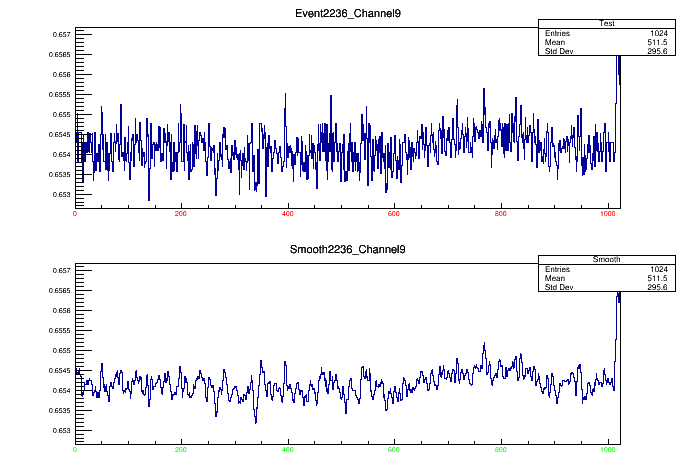 Event2236_Channel9
Test
Entries 1024
Mean 511.5
Std Dev 295.6
0.657
0.6565
0.656
0.6555
0.655
0.6545
0.654
0.6535
0.653
0 200 400 600 800 1000
Smooth2236_Channel9
Smooth
Entries 1024
Mean 511.5
Std Dev 295.6
0.657
0.6565
0.656
0.6555
0.655
0.6545
0.654
0.6535
0.653
0 200 400 600 800 1000